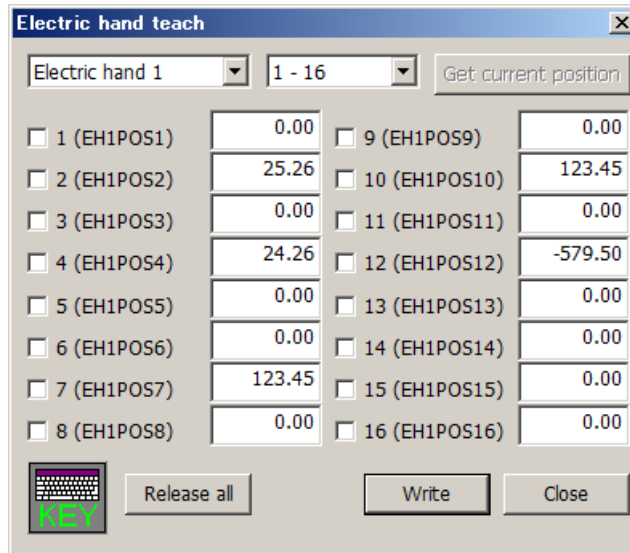 Electric hand teach
Electric hand 1 1 - 16 Get current position
1 (EH1POS1) 0.00 9 (EH1POS9) 0.00
2 (EH1POS2) 25.26 10 (EH1POS10) 123.45
3 (EH1POS3) 0.00 11 (EH1POS11) 0.00
4 (EH1POS4) 24.26 12 (EH1POS12) -579.50
5 (EH1POS5) 0.00 13 (EH1POS13) 0.00
6 (EH1POS6) 0.00 14 (EH1POS14) 0.00
7 (EH1POS7) 123.45 15 (EH1POS15) 0.00
8 (EH1POS8) 0.00 16 (EH1POS16) 0.00
KEY Release all Write Close